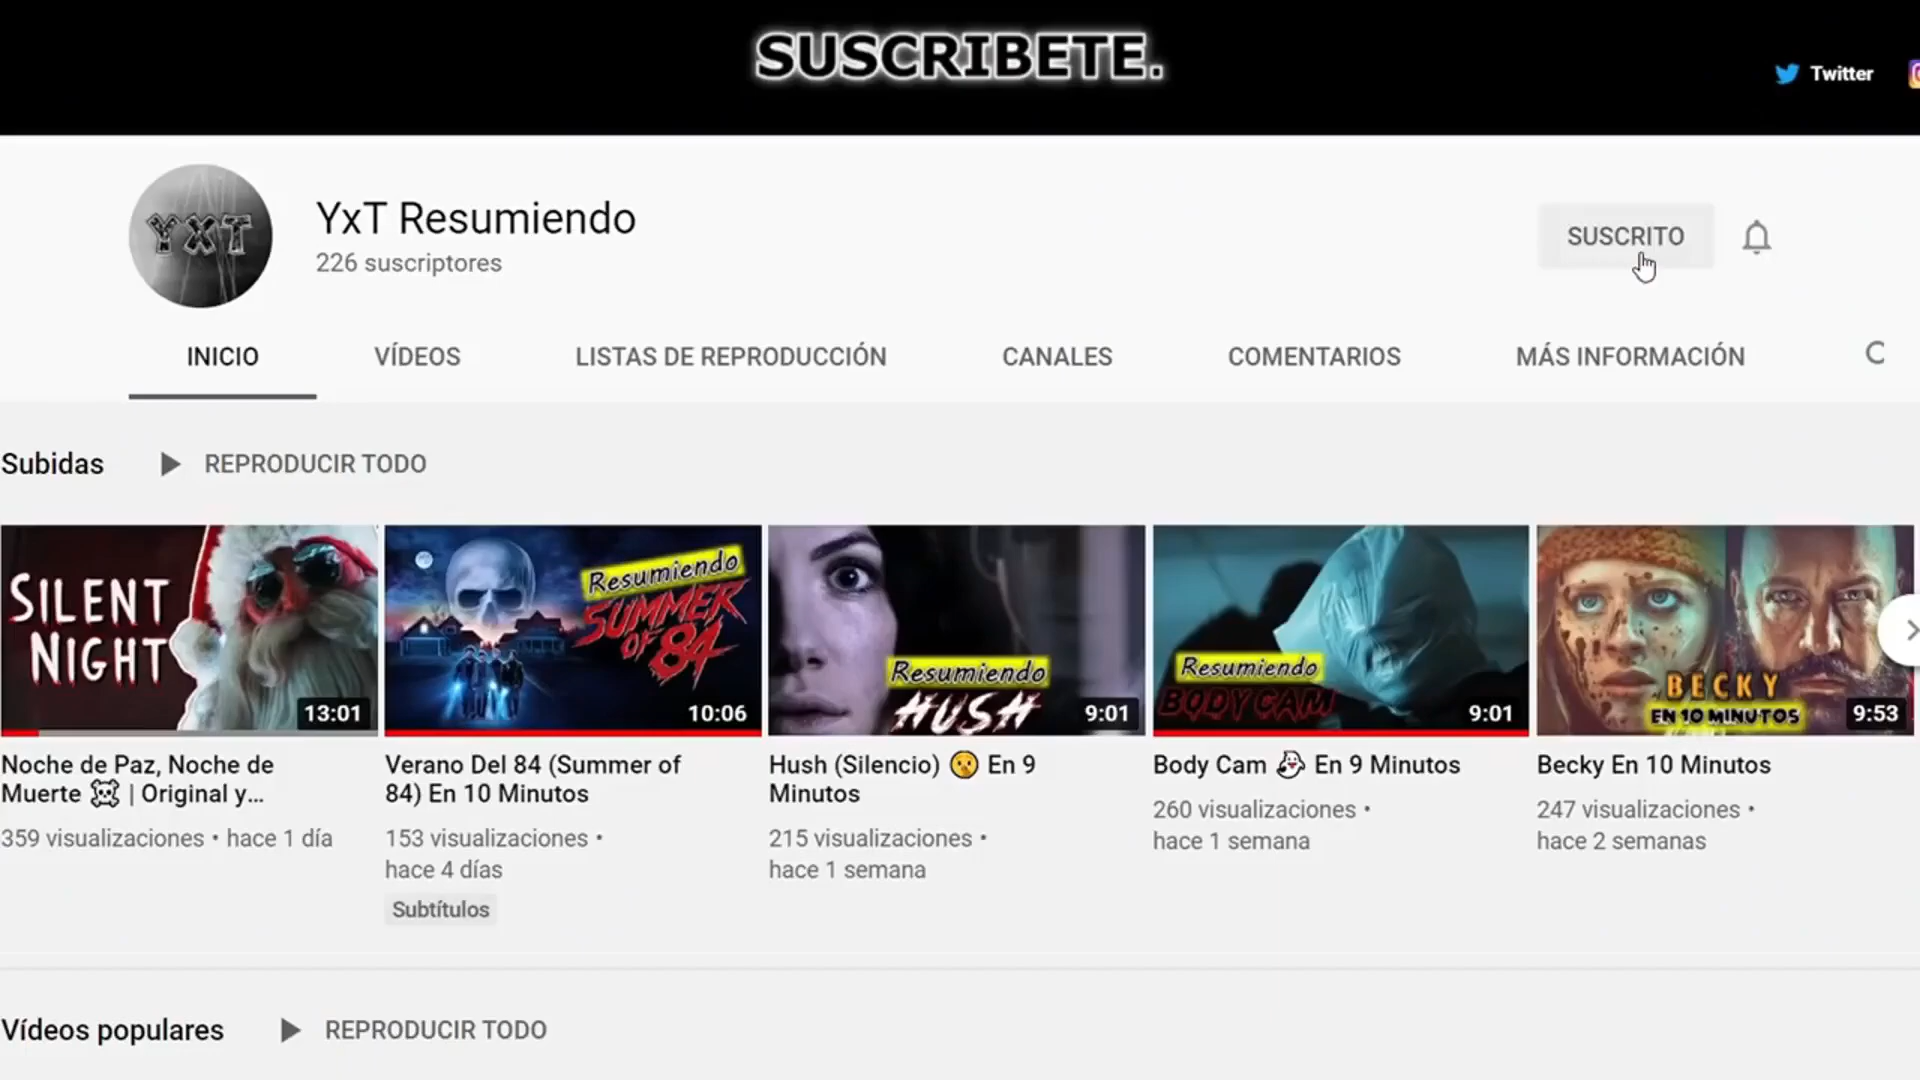 SUSCRIBETE.
Twitter
YXT
YxT Resumiendo
226 suscriptores
SUSCRITO
INICIO
VÍDEOS
LISTAS DE REPRODUCCIÓN
CANALES
COMENTARIOS
MÁS INFORMACIÓN
Subidas
REPRODUCIR TODO
SILENT
NIGHT
13:01
Resumiendo
SUMMER
OF 84
10:06
Resumiendo
HUSH
9:01
Resumiendo
BODY CAM
9:01
BECKY
EN 10 MINUTOS
9:53
Noche de Paz, Noche de
Muerte ☠ | Original y...
359 visualizaciones • hace 1 día
Verano Del 84 (Summer of
84) En 10 Minutos
153 visualizaciones •
hace 4 días
Subtítulos
Hush (Silencio) 🤫 En 9
Minutos
215 visualizaciones •
hace 1 semana
Body Cam 👻 En 9 Minutos
260 visualizaciones •
hace 1 semana
Becky En 10 Minutos
247 visualizaciones •
hace 2 semanas
Vídeos populares
REPRODUCIR TODO